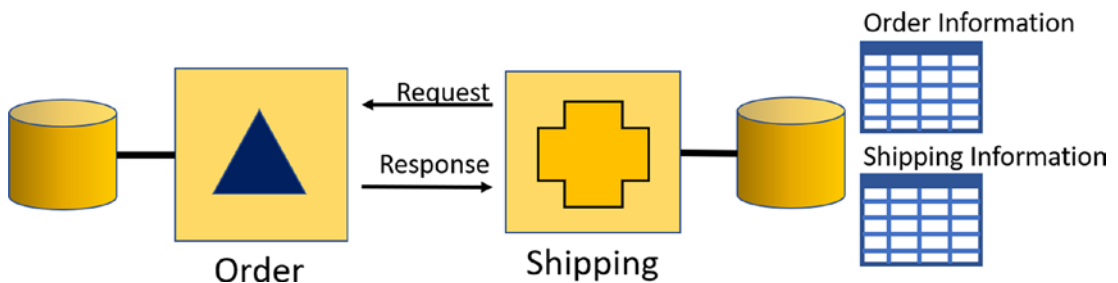 Order Information
Request
Response
Shipping Information
Order
Shipping